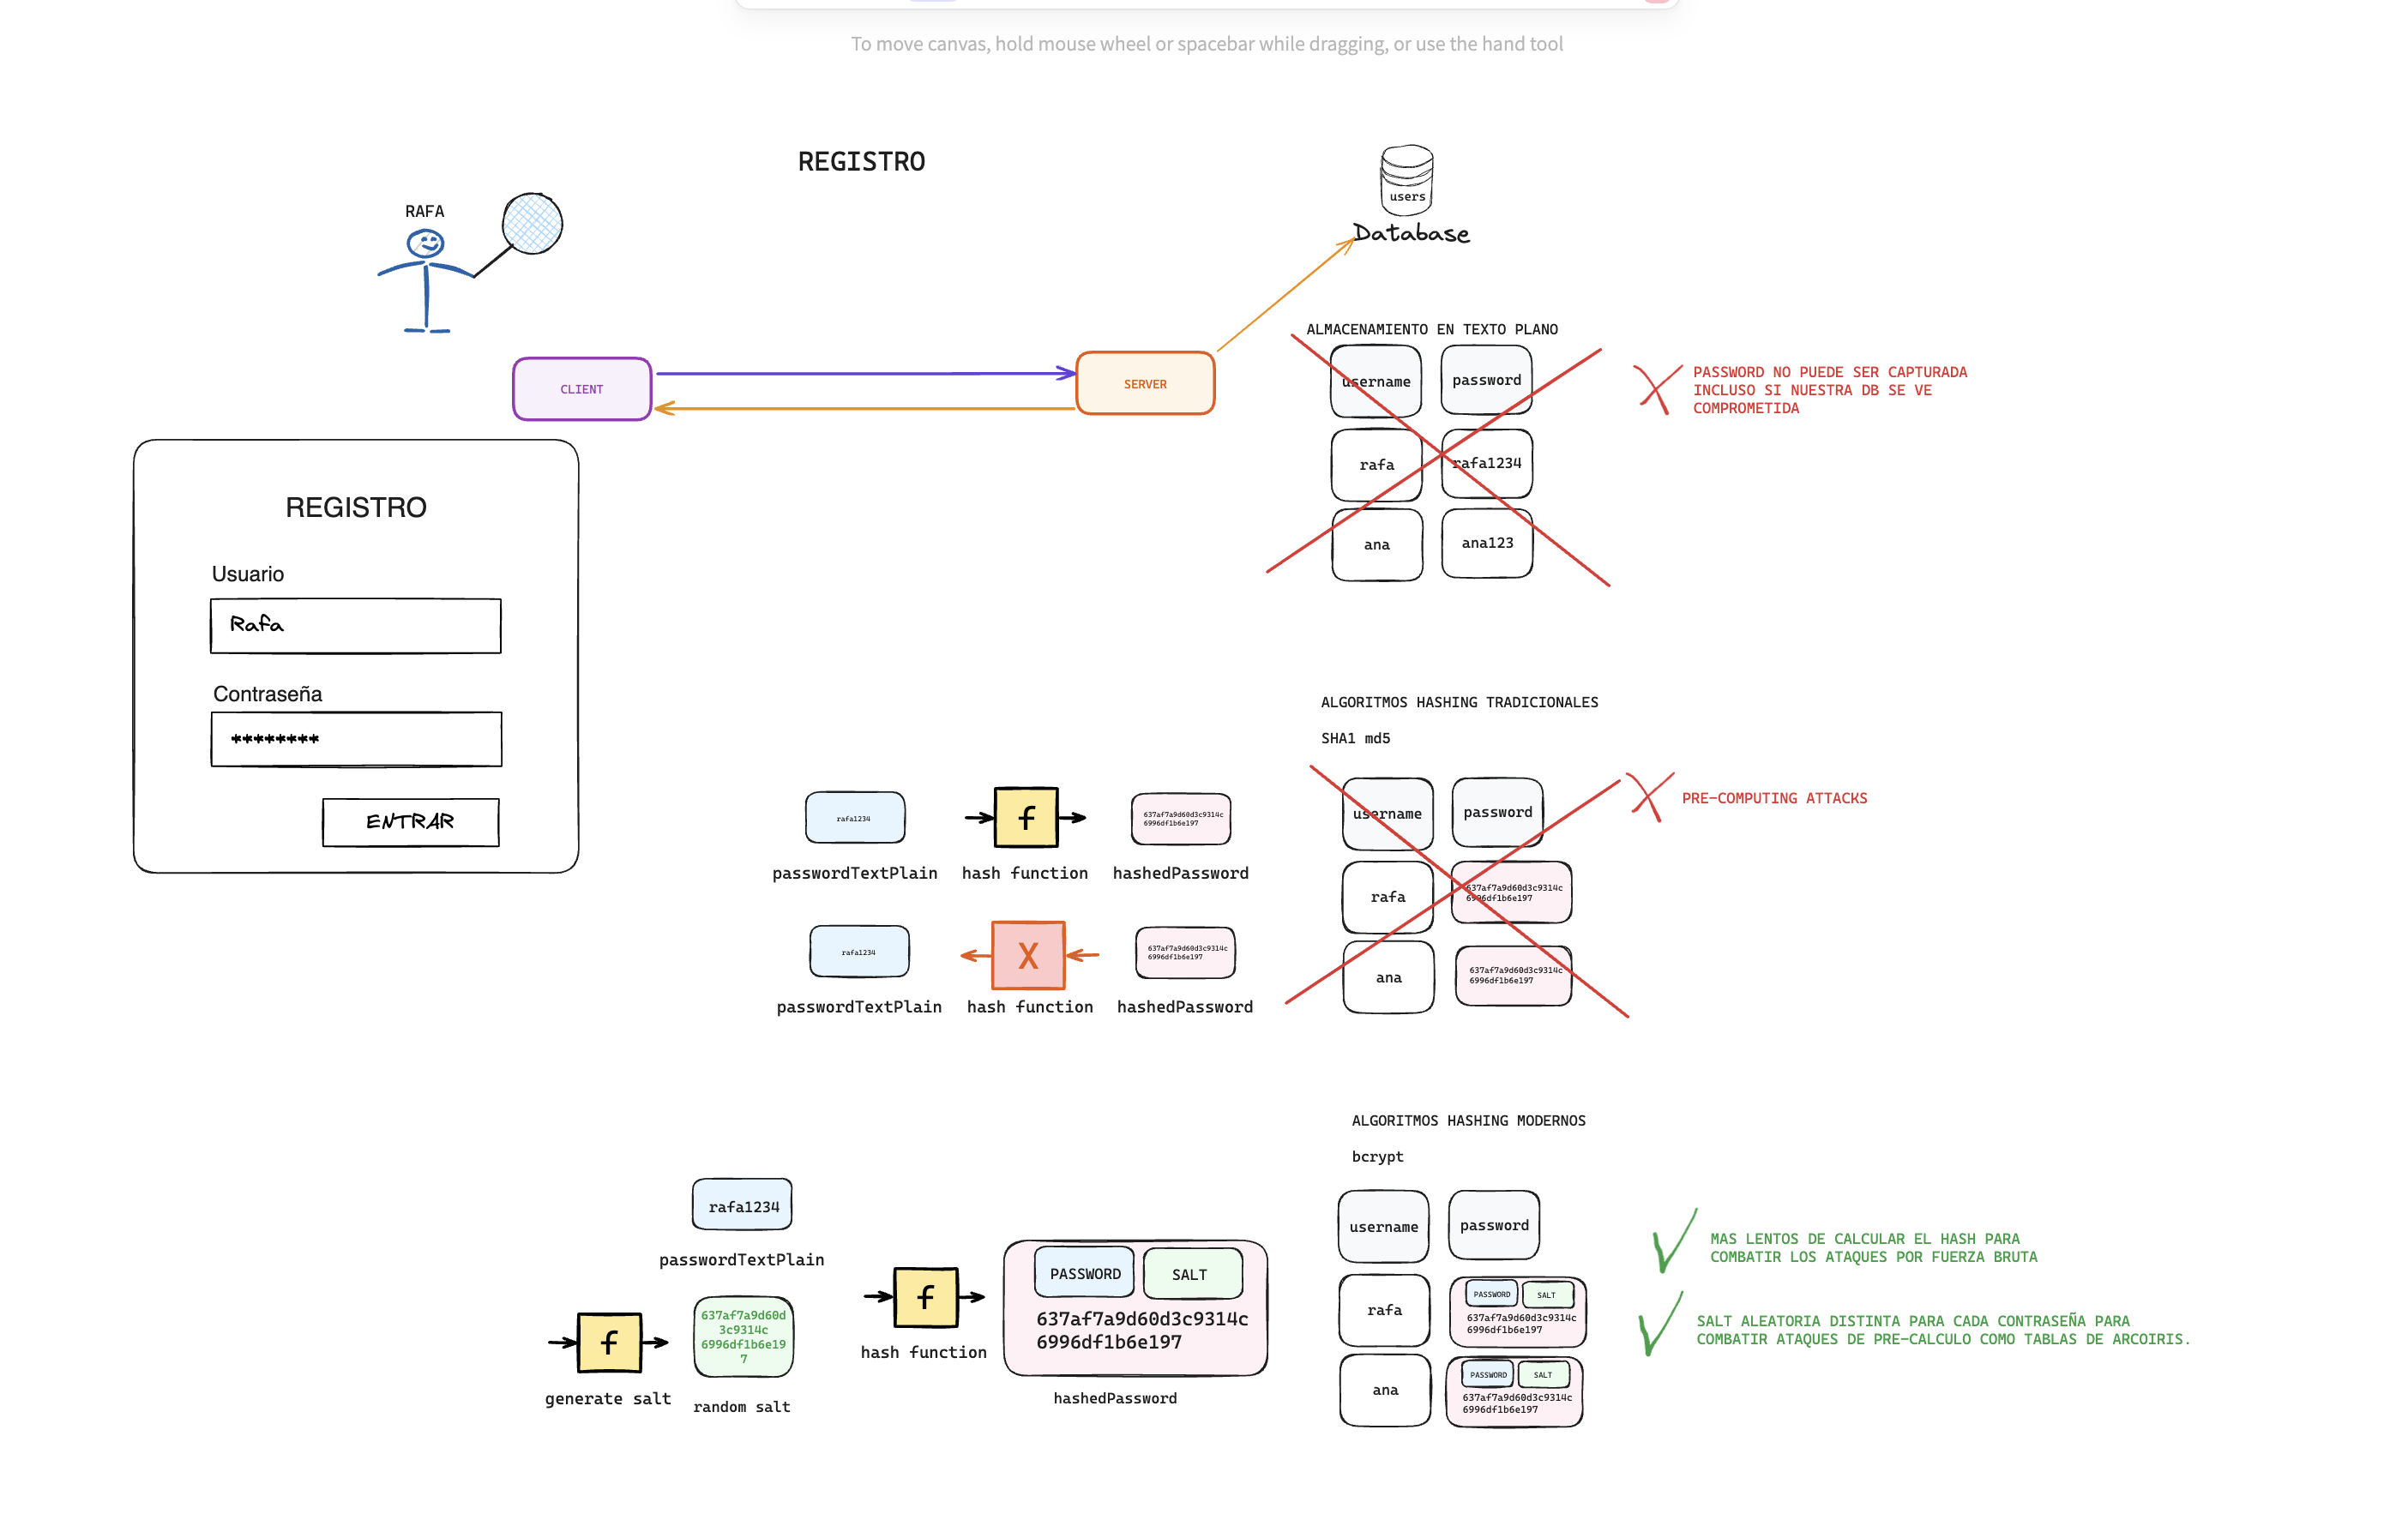 To move canvas, hold mouse wheel or spacebar while dragging, or use the hand tool
REGISTRO
RAFA
users
Database
CLIENT
SERVER
ALMACENAMIENTO EN TEXTO PLANO
username
password
rafa
rafa1234
ana
ana123
PASSWORD NO PUEDE SER CAPTURADA
INCLUSO SI NUESTRA DB SE VE
COMPROMETIDA
REGISTRO
Usuario
Rafa
Contraseña
********
ENTRAR
ALGORITMOS HASHING TRADICIONALES
SHA1 md5
rafa1234
f
637af7a9d60d3c9314c
6996df1b6e197
passwordTextPlain
hash function
hashedPassword
rafa1234
X
637af7a9d60d3c9314c
6996df1b6e197
passwordTextPlain
hash function
hashedPassword
username
password
rafa
637af7a9d60d3c9314c
6996df1b6e197
ana
637af7a9d60d3c9314c
6996df1b6e197
PRE-COMPUTING ATTACKS
ALGORITMOS HASHING MODERNOS
bcrypt
rafa1234
passwordTextPlain
f
generate salt
637af7a9d60d
3c9314c
6996df1b6e19
7
random salt
f
hash function
PASSWORD
SALT
637af7a9d60d3c9314c
6996df1b6e197
hashedPassword
username
password
rafa
PASSWORD
SALT
637af7a9d60d3c9314c
6996df1b6e197
ana
PASSWORD
SALT
637af7a9d60d3c9314c
6996df1b6e197
MAS LENTOS DE CALCULAR EL HASH PARA
COMBATIR LOS ATAQUES POR FUERZA BRUTA
SALT ALEATORIA DISTINTA PARA CADA CONTRASEÑA PARA
COMBATIR ATAQUES DE PRE-CALCULO COMO TABLAS DE ARCOIRIS.